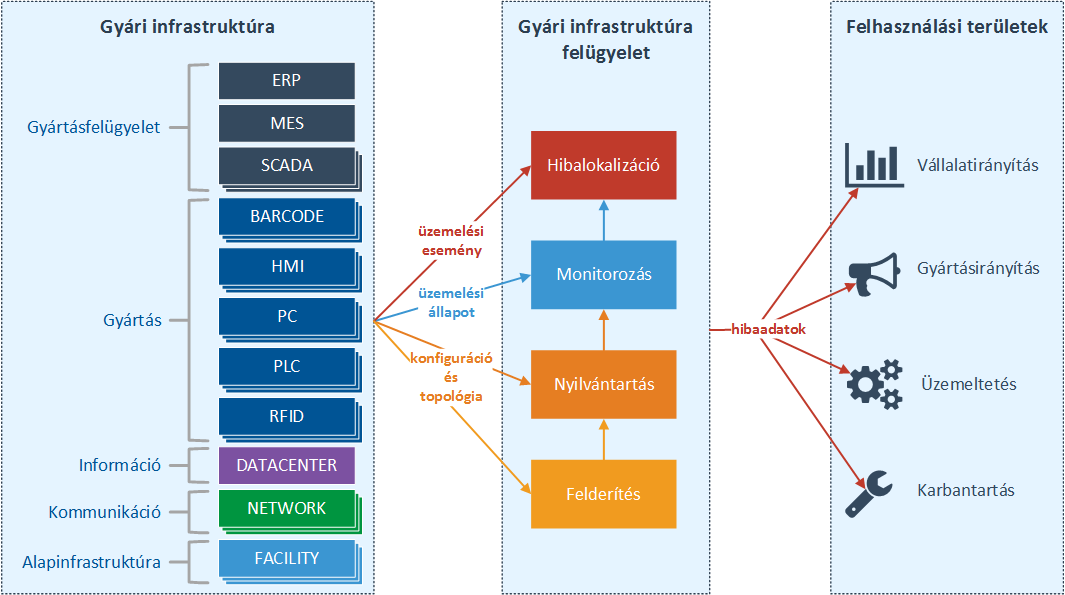 Gyári infrastruktúra
Gyártásfelügyelet
ERP
MES
SCADA
Gyártás
BARCODE
HMI
PC
PLC
RFID
Információ
DATACENTER
Kommunikáció
NETWORK
Alapinfrastruktúra
FACILITY
üzemelési
esemény
üzemelési
állapot
konfiguráció
és
topológia
Gyári infrastruktúra
felügyelet
Hibalokalizáció
Monitorozás
Nyilvántartás
Felderítés
hibaadatok
Felhasználási területek
Vállalatirányítás
Gyártásirányítás
Üzemeltetés
Karbantartás